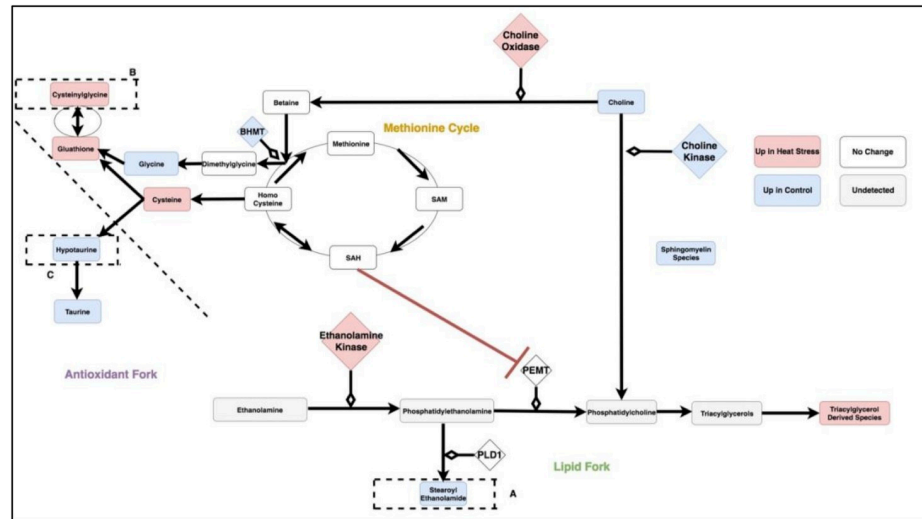 Choline
Oxidase
B
Cysteinylglycine
Betaine
Choline
BHMT
Methionine Cycle
Methionine
Gluathione
Glycine
Dimethylglycine
Choline
Kinase
Up in Heat Stress
No Change
Up in Control
Undetected
Cysteine
Homo
Cysteine
SAM
Hypotaurine
C
SAH
Sphingomyelin
Species
Taurine
Ethanolamine
Kinase
Antioxidant Fork
PEMT
Ethanolamine
Phosphatidylethanolamine
Phosphatidylcholine
Triacylglycerols
Triacylglycerol
Derived Species
PLD1
Lipid Fork
Stearoyl
Ethanolamide
A